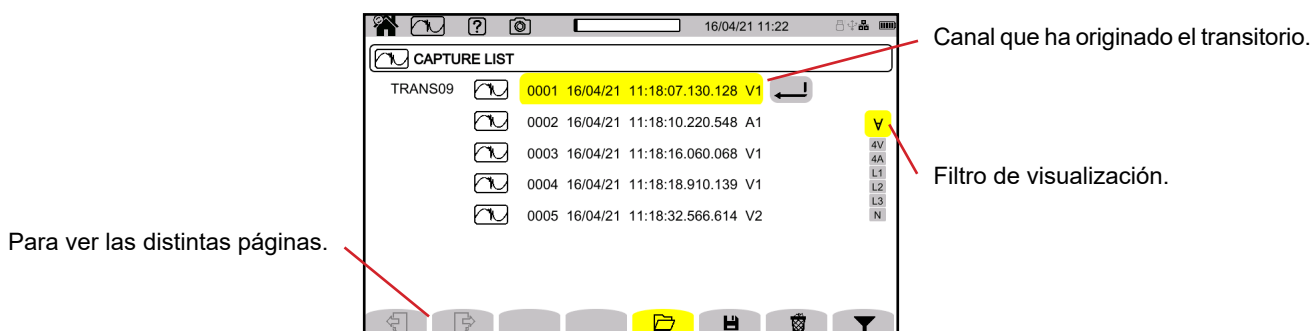 16/04/21 11:22
Canal que ha originado el transitorio.
CAPTURE LIST
TRANS09 0001 16/04/21 11:18:07.130.128 V1
0002 16/04/21 11:18:10.220.548 A1
0003 16/04/21 11:18:16.060.068 V1
0004 16/04/21 11:18:18.910.139 V1
0005 16/04/21 11:18:32.566.614 V2
∀
4V
4A
L1
L2
L3
N
Filtro de visualización.
Para ver las distintas páginas.